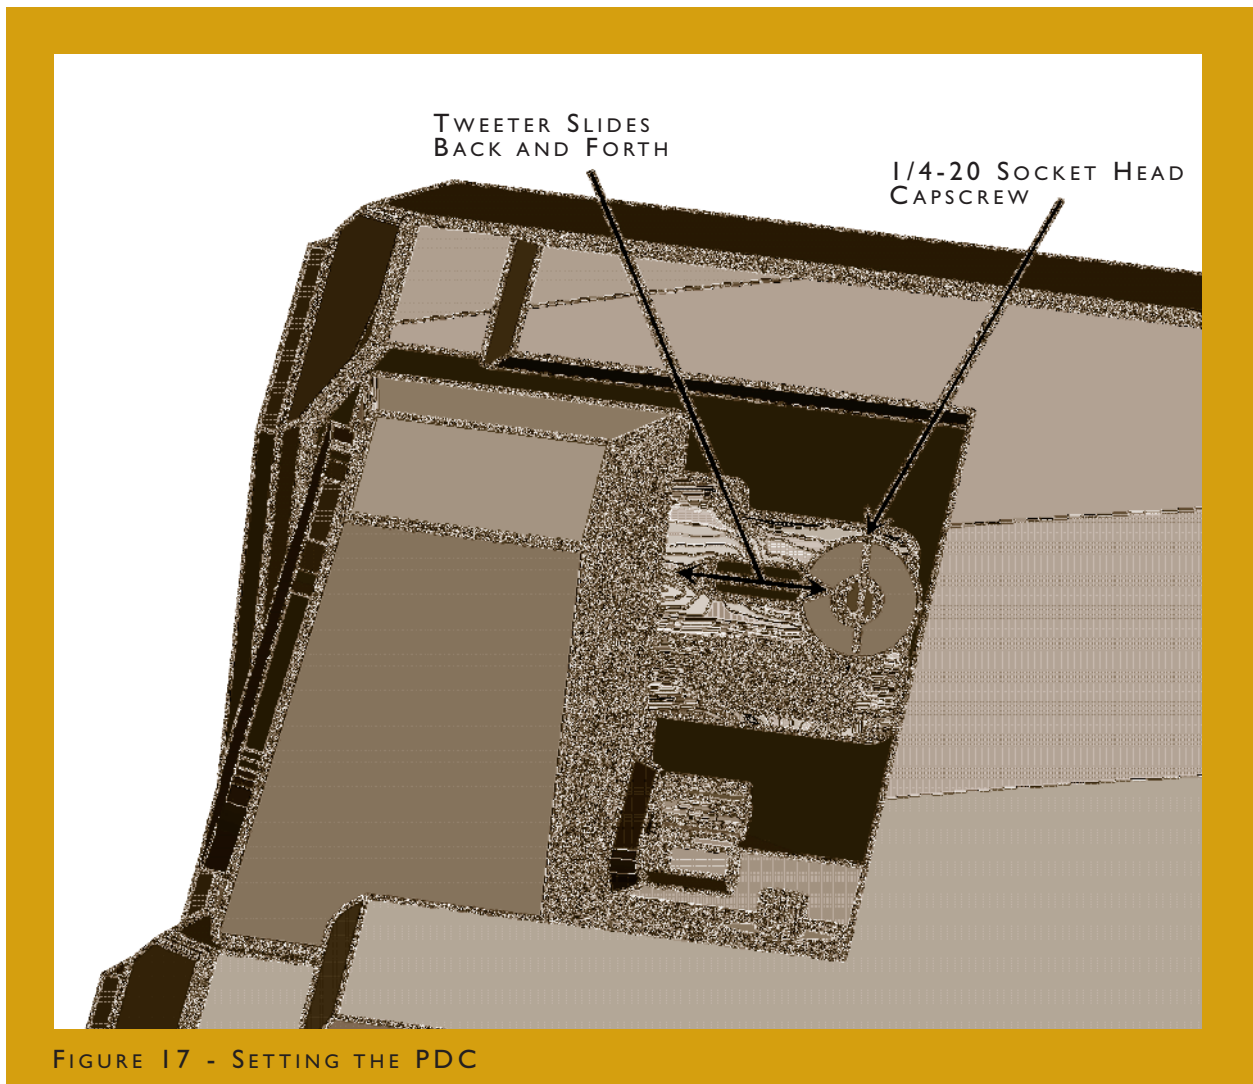 Tweeter Slides
Back and Forth
1/4-20 Socket Head
Capscrew
Figure 17 - Setting the PDC